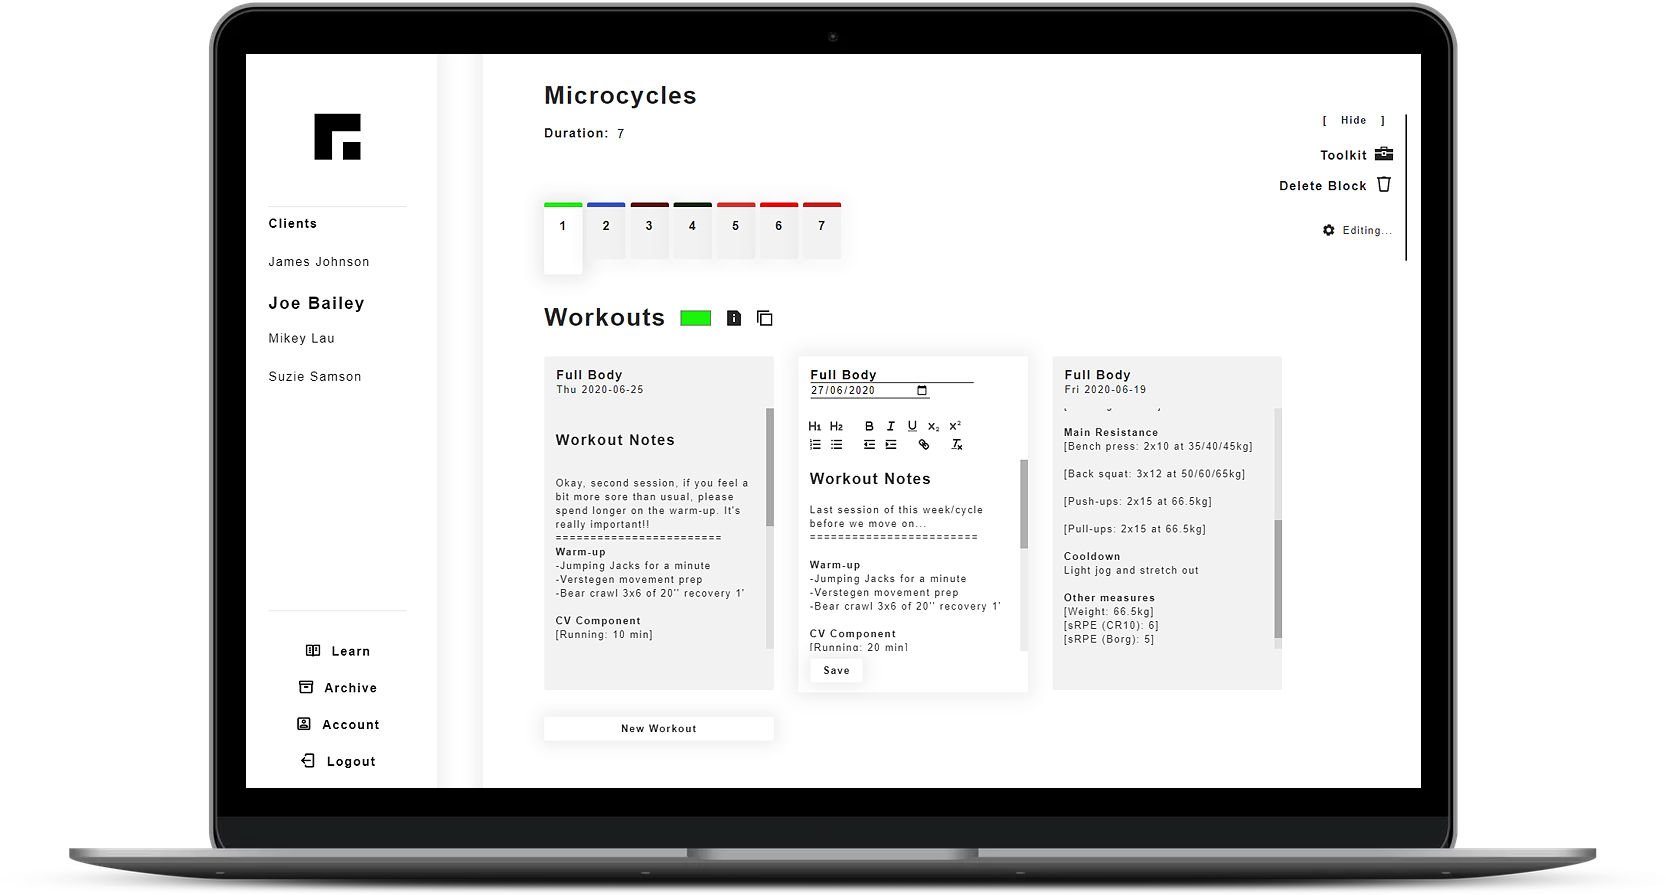 Clients
James Johnson
Joe Bailey
Mikey Lau
Suzie Samson
Learn
Archive
Account
Logout
Microcycles
Duration: 7
[ Hide ]
Toolkit
Delete Block
Editing...
1 2 3 4 5 6 7
Workouts
Full Body
Thu 2020-06-25
Workout Notes
Okay, second session, if you feel a
bit more sore than usual, please
spend longer on the warm-up. It's
really important!!
========================
Warm-up
-Jumping Jacks for a minute
-Verstegen movement prep
-Bear crawl 3x6 of 20'' recovery 1'
CV Component
[Running: 10 min]
Full Body
27/06/2020
H1 H2 B I U X2 X2
Workout Notes
Last session of this week/cycle
before we move on...
========================
Warm-up
-Jumping Jacks for a minute
-Verstegen movement prep
-Bear crawl 3x6 of 20'' recovery 1'
CV Component
[Running: 20 min]
Save
Full Body
Fri 2020-06-19
Main Resistance
[Bench press: 2x10 at 35/40/45kg]
[Back squat: 3x12 at 50/60/65kg]
[Push-ups: 2x15 at 66.5kg]
[Pull-ups: 2x15 at 66.5kg]
Cooldown
Light jog and stretch out
Other measures
[Weight: 66.5kg]
[sRPE (CR10): 6]
[sRPE (Borg): 5]
New Workout